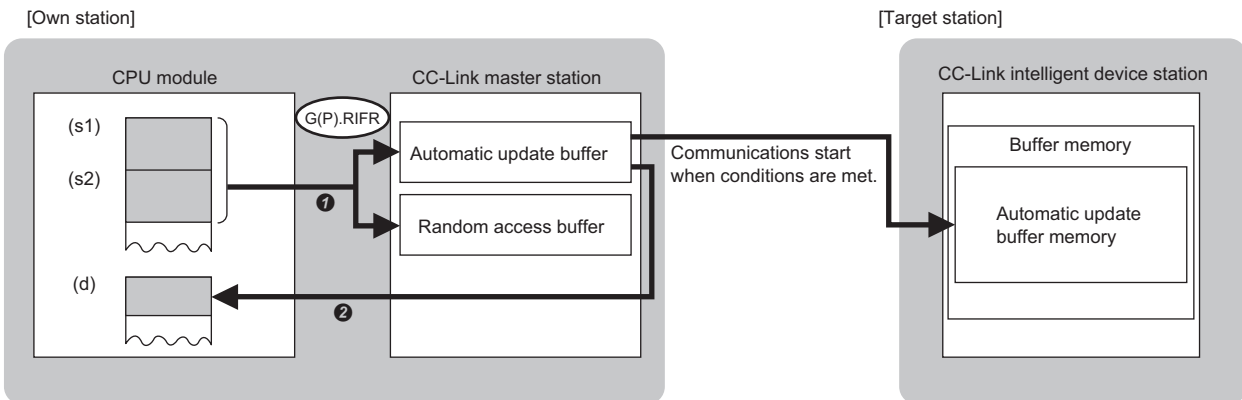 [Own station]
[Target station]
CPU module
CC-Link master station
CC-Link intelligent device station
(s1)
G(P).RIFR
Automatic update buffer
Communications start
when conditions are met.
Buffer memory
(s2)
❶
Random access buffer
Automatic update
buffer memory
(d)
❷